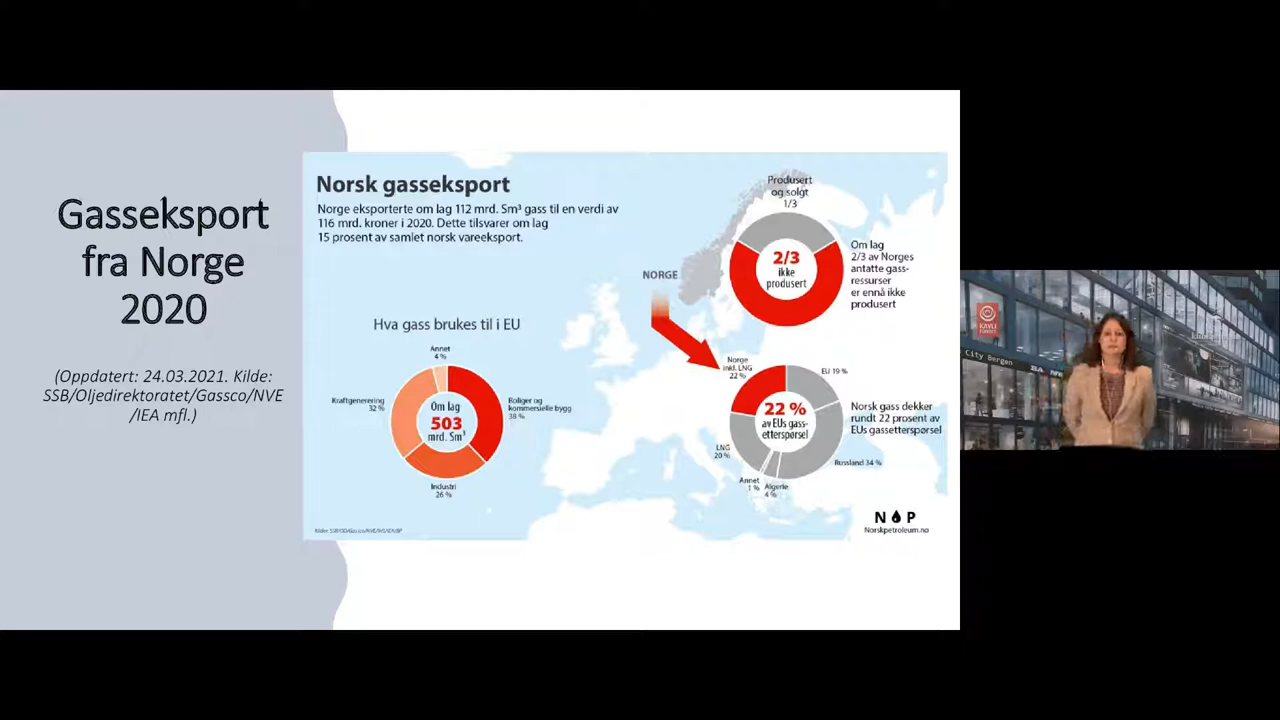 Gasseksport
fra Norge
2020
(Oppdatert: 24.03.2021. Kilde:
SSB/Oljedirektoratet/Gassco/NVE
/IEA mfl.)
Norsk gasseksport
Norge eksporterte om lag 112 mrd. Sm³ gass til en verdi av
116 mrd. kroner i 2020. Dette tilsvarer om lag
15 prosent av samlet norsk vareeksport.
NORGE
Produsert
og solgt
1/3
2/3
ikke
produsert
Om lag
2/3 av Norges
antatte gass-
ressurser
er ennå ikke
produsert
Hva gass brukes til i EU
Annet
4 %
Kraftgenerering
32 %
Om lag
503
mrd. Sm³
Boliger og
kommersielle bygg
38 %
Industri
26 %
Norge
inkl. LNG
22 %
EU 19 %
22 %
av EUs gass-
etterspørsel
Norsk gass dekker
rundt 22 prosent av
EUs gassetterspørsel
LNG
20 %
Russland 34 %
Annet
1 %
Algerie
4 %
N P
Norskpetroleum.no
KAVLI
City Bergen